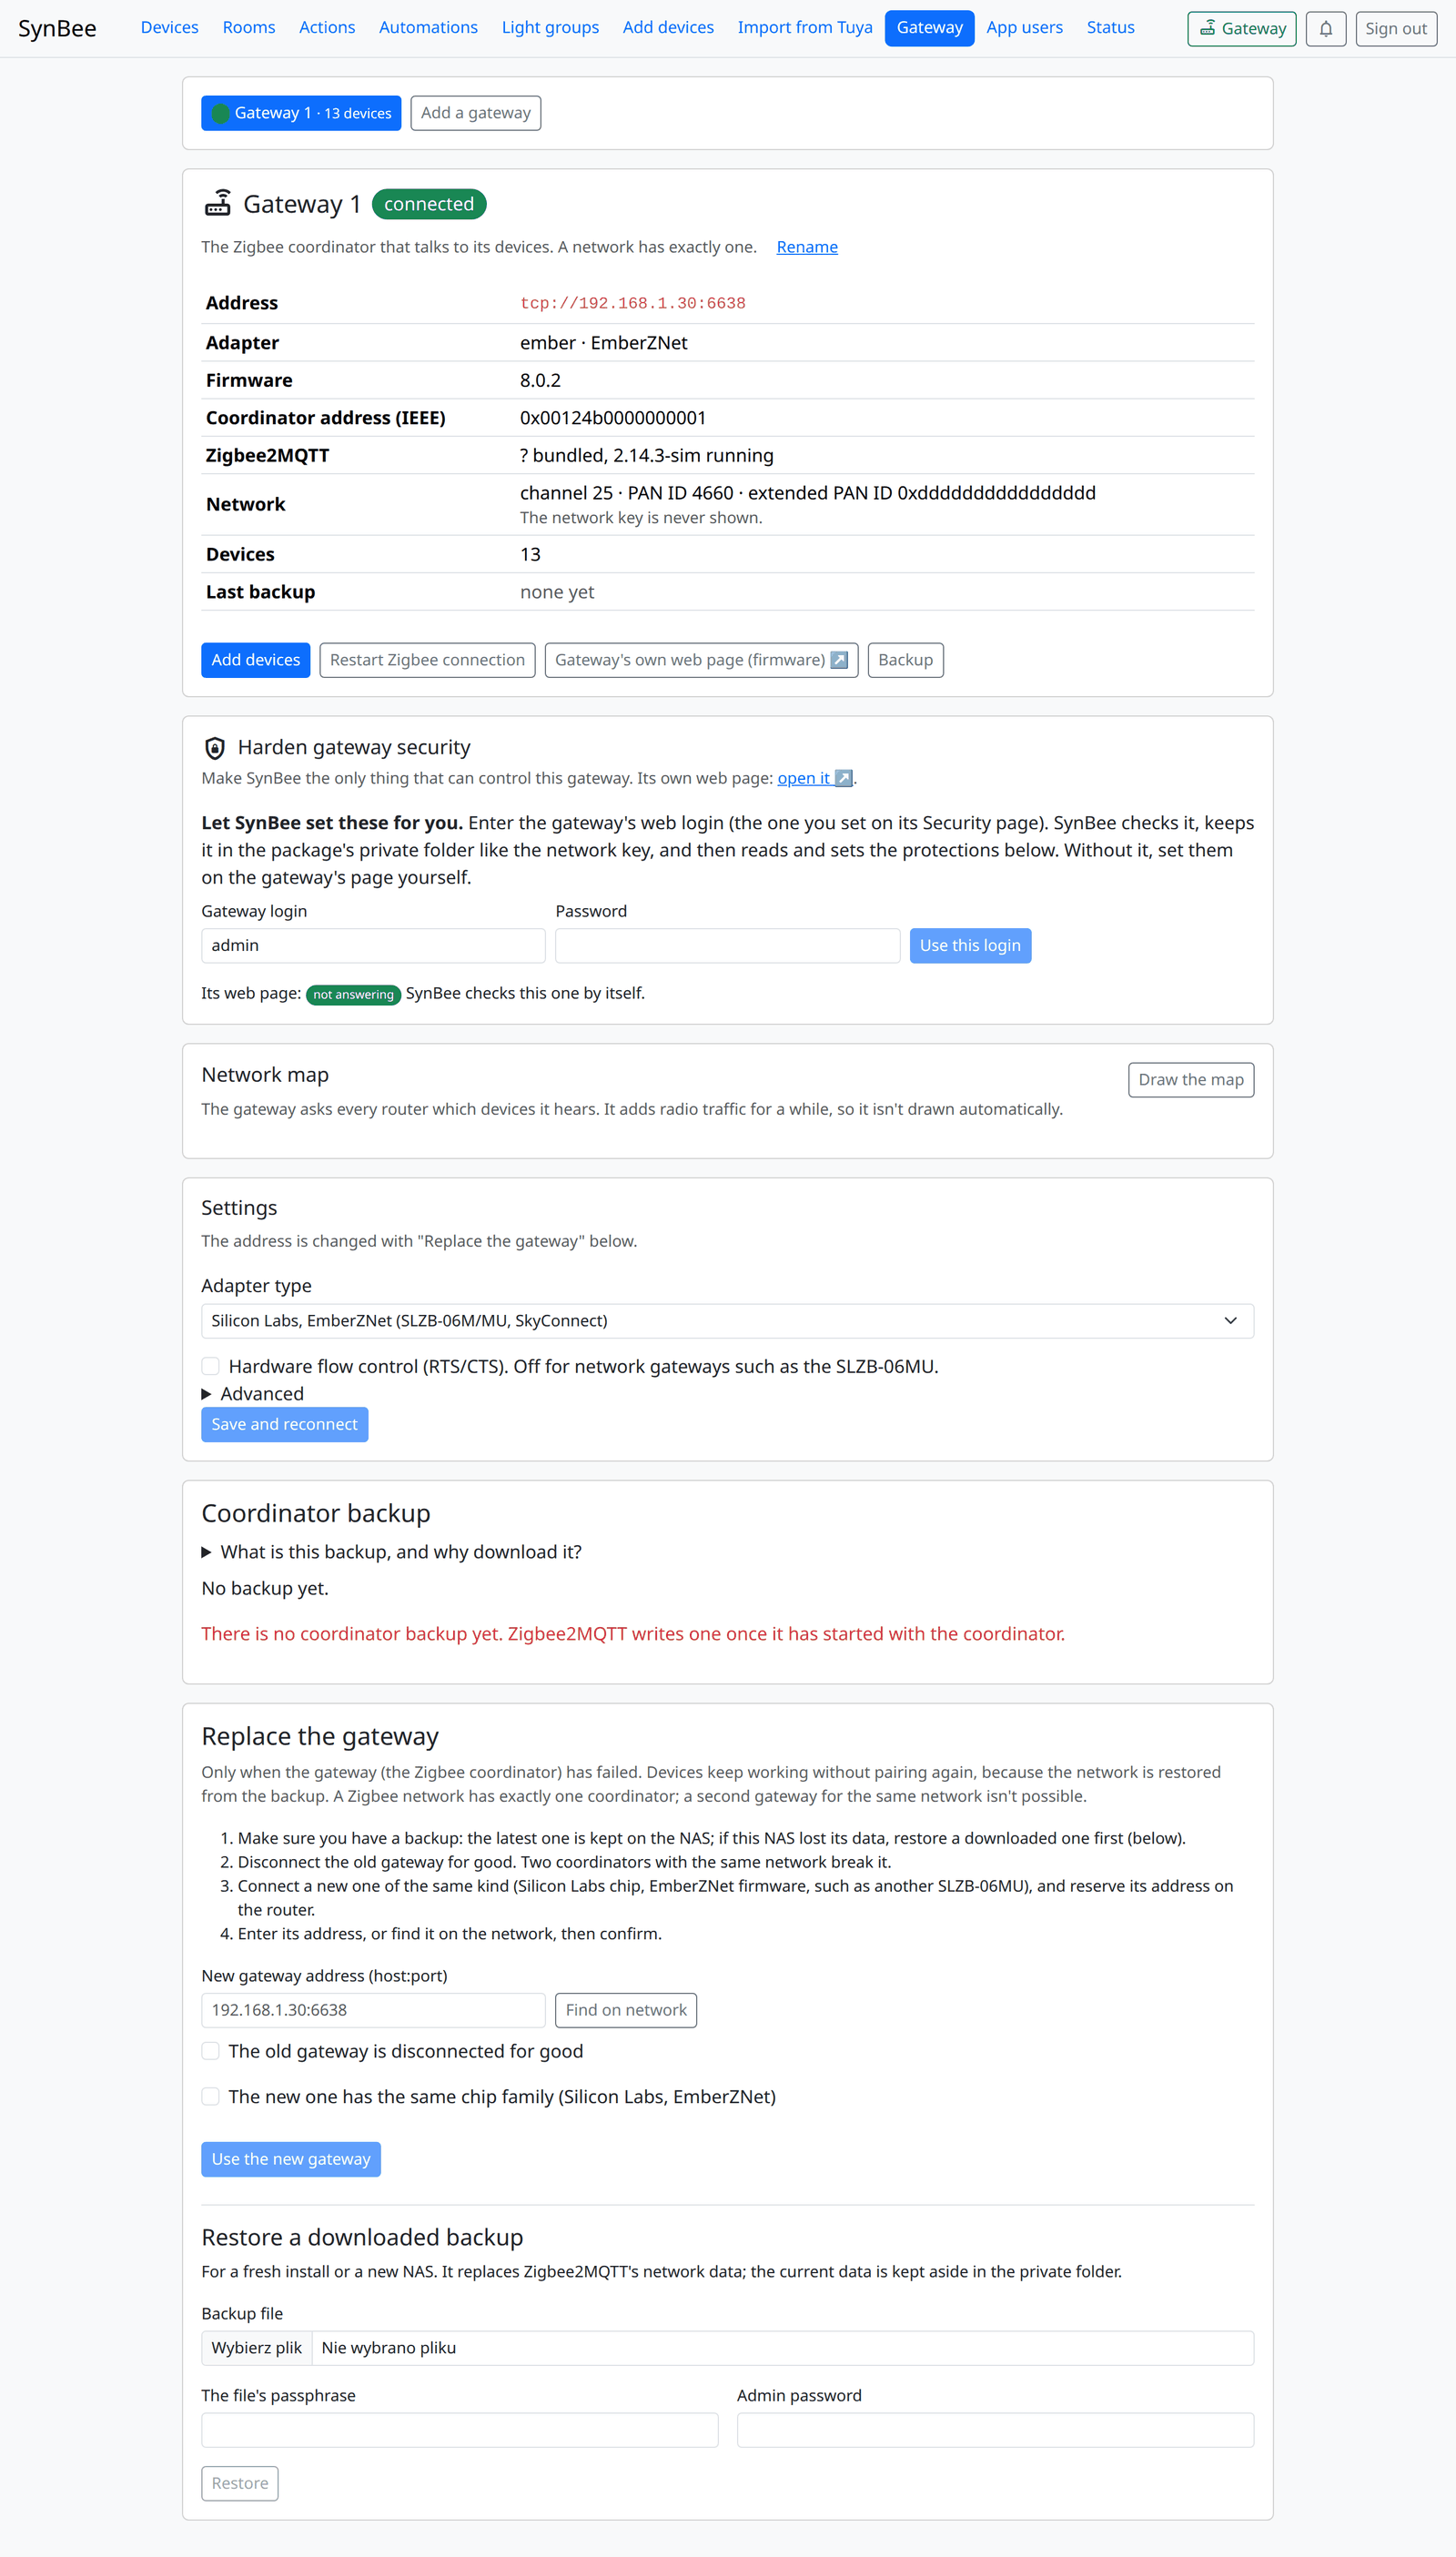 SynBee Devices Rooms Actions Automations Light groups Add devices Import from Tuya Gateway App users Status Gateway Sign out
Gateway 1 · 13 devices Add a gateway
Gateway 1 connected
The Zigbee coordinator that talks to its devices. A network has exactly one. Rename
Address tcp://192.168.1.30:6638
Adapter ember · EmberZNet
Firmware 8.0.2
Coordinator address (IEEE) 0x00124b0000000001
Zigbee2MQTT ? bundled, 2.14.3-sim running
Network channel 25 · PAN ID 4660 · extended PAN ID 0xdddddddddddddddd
The network key is never shown.
Devices 13
Last backup none yet
Add devices Restart Zigbee connection Gateway's own web page (firmware) ↗ Backup
Harden gateway security
Make SynBee the only thing that can control this gateway. Its own web page: open it ↗.
Let SynBee set these for you. Enter the gateway's web login (the one you set on its Security page). SynBee checks it, keeps
it in the package's private folder like the network key, and then reads and sets the protections below. Without it, set them
on the gateway's page yourself.
Gateway login Password
admin Use this login
Its web page: not answering SynBee checks this one by itself.
Network map Draw the map
The gateway asks every router which devices it hears. It adds radio traffic for a while, so it isn't drawn automatically.
Settings
The address is changed with "Replace the gateway" below.
Adapter type
Silicon Labs, EmberZNet (SLZB-06M/MU, SkyConnect)
Hardware flow control (RTS/CTS). Off for network gateways such as the SLZB-06MU.
Advanced
Save and reconnect
Coordinator backup
What is this backup, and why download it?
No backup yet.
There is no coordinator backup yet. Zigbee2MQTT writes one once it has started with the coordinator.
Replace the gateway
Only when the gateway (the Zigbee coordinator) has failed. Devices keep working without pairing again, because the network is restored
from the backup. A Zigbee network has exactly one coordinator; a second gateway for the same network isn't possible.
1. Make sure you have a backup: the latest one is kept on the NAS; if this NAS lost its data, restore a downloaded one first (below).
2. Disconnect the old gateway for good. Two coordinators with the same network break it.
3. Connect a new one of the same kind (Silicon Labs chip, EmberZNet firmware, such as another SLZB-06MU), and reserve its address on
the router.
4. Enter its address, or find it on the network, then confirm.
New gateway address (host:port)
192.168.1.30:6638 Find on network
The old gateway is disconnected for good
The new one has the same chip family (Silicon Labs, EmberZNet)
Use the new gateway
Restore a downloaded backup
For a fresh install or a new NAS. It replaces Zigbee2MQTT's network data; the current data is kept aside in the private folder.
Backup file
Wybierz plik Nie wybrano pliku
The file's passphrase Admin password
Restore